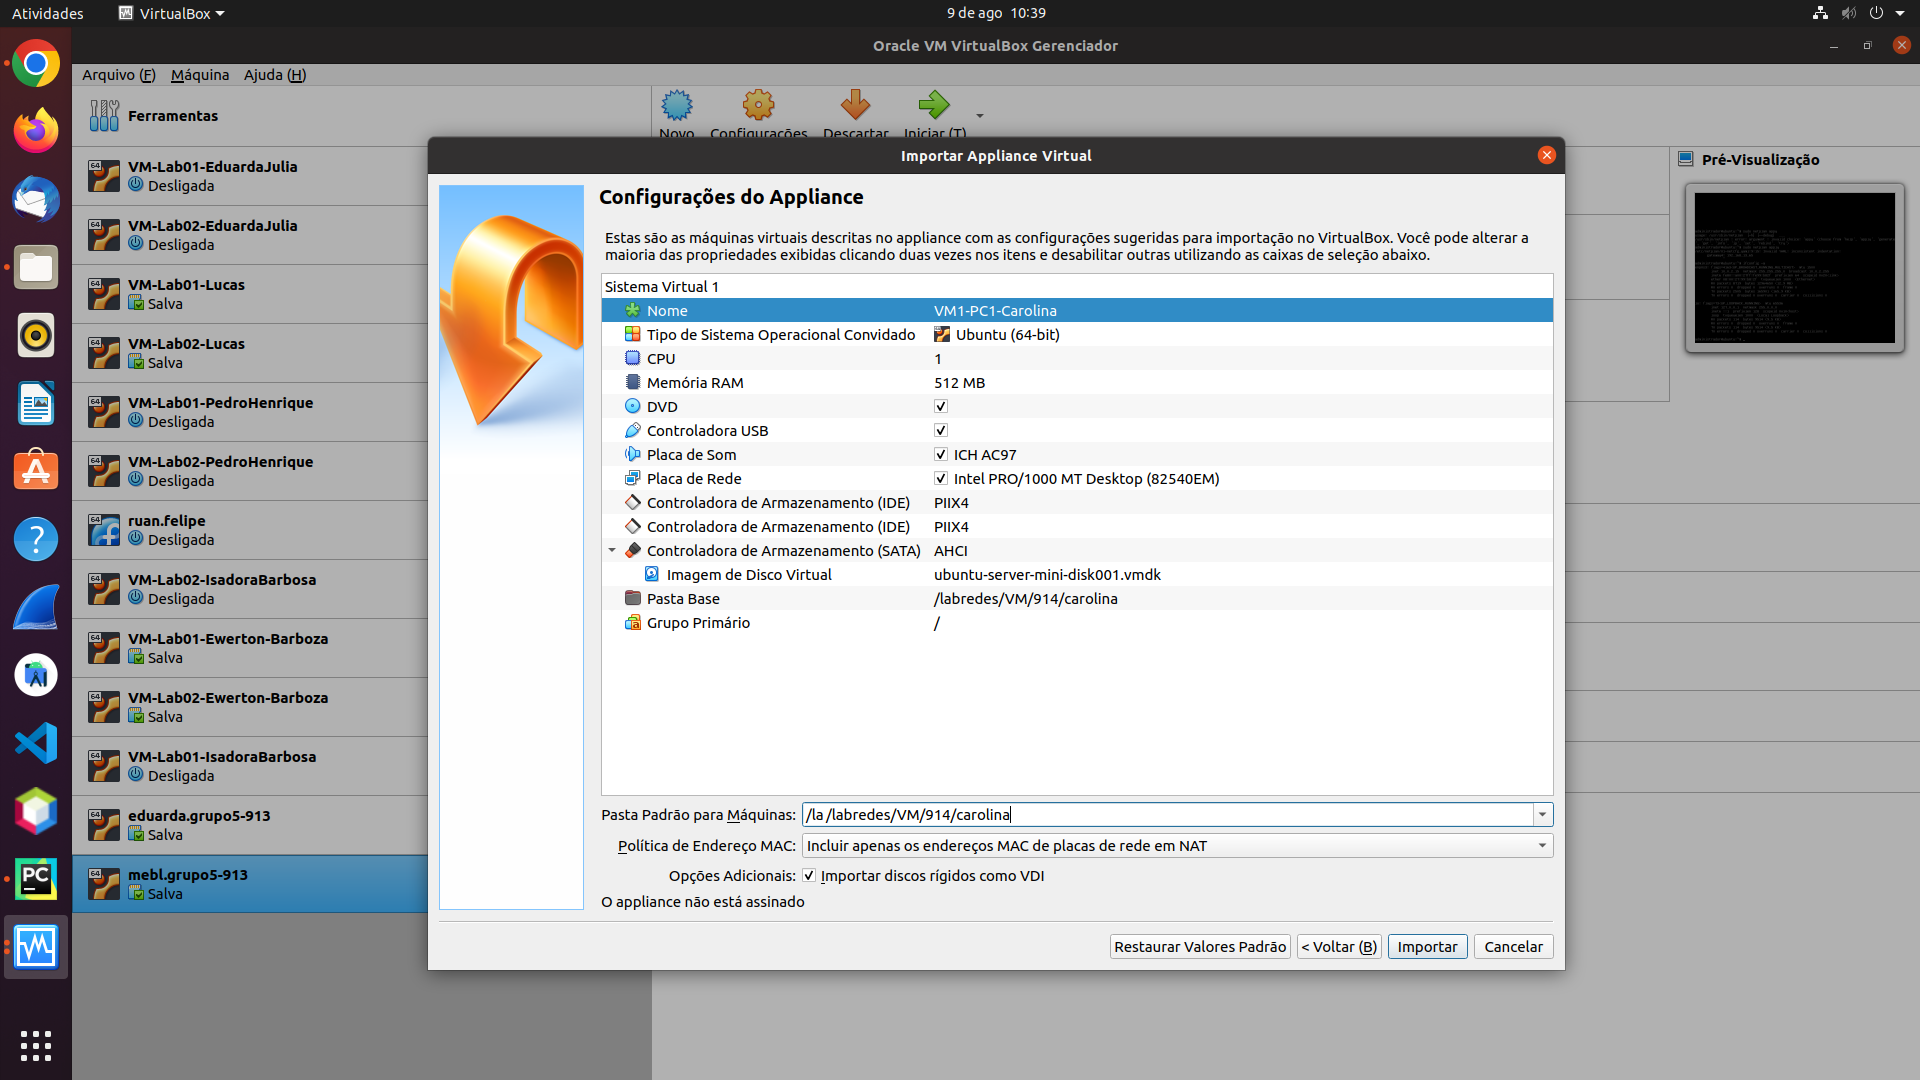 Atividades
VirtualBox
9 de ago 10:39
Oracle VM VirtualBox Gerenciador
Arquivo (F) Máquina Ajuda (H)
Ferramentas
Novo Configurações Descartar Iniciar (T)
VM-Lab01-EduardaJulia
Desligada
VM-Lab02-EduardaJulia
Desligada
VM-Lab01-Lucas
Salva
VM-Lab02-Lucas
Salva
VM-Lab01-PedroHenrique
Desligada
VM-Lab02-PedroHenrique
Desligada
ruan.felipe
Desligada
VM-Lab02-IsadoraBarbosa
Desligada
VM-Lab01-Ewerton-Barboza
Salva
VM-Lab02-Ewerton-Barboza
Salva
VM-Lab01-IsadoraBarbosa
Desligada
eduarda.grupo5-913
Salva
mebl.grupo5-913
Salva
Pré-Visualização
Importar Appliance Virtual
Configurações do Appliance
Estas são as máquinas virtuais descritas no appliance com as configurações sugeridas para importação no VirtualBox. Você pode alterar a
maioria das propriedades exibidas clicando duas vezes nos itens e desabilitar outras utilizando as caixas de seleção abaixo.
Sistema Virtual 1
Nome VM1-PC1-Carolina
Tipo de Sistema Operacional Convidado Ubuntu (64-bit)
CPU 1
Memória RAM 512 MB
DVD
Controladora USB
Placa de Som ICH AC97
Placa de Rede Intel PRO/1000 MT Desktop (82540EM)
Controladora de Armazenamento (IDE) PIIX4
Controladora de Armazenamento (IDE) PIIX4
Controladora de Armazenamento (SATA) AHCI
Imagem de Disco Virtual ubuntu-server-mini-disk001.vmdk
Pasta Base /labredes/VM/914/carolina
Grupo Primário /
Pasta Padrão para Máquinas: /la/labredes/VM/914/carolina
Política de Endereço MAC: Incluir apenas os endereços MAC de placas de rede em NAT
Opções Adicionais: Importar discos rígidos como VDI
O appliance não está assinado
Restaurar Valores Padrão < Voltar (B) Importar Cancelar